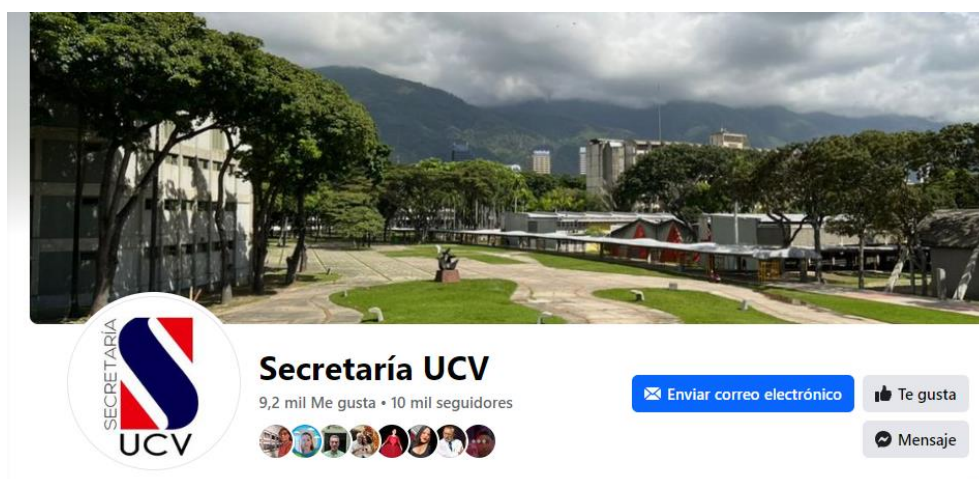 SECRETARÍA
UCV
Secretaría UCV
9,2 mil Me gusta • 10 mil seguidores
Enviar correo electrónico
Te gusta
Mensaje